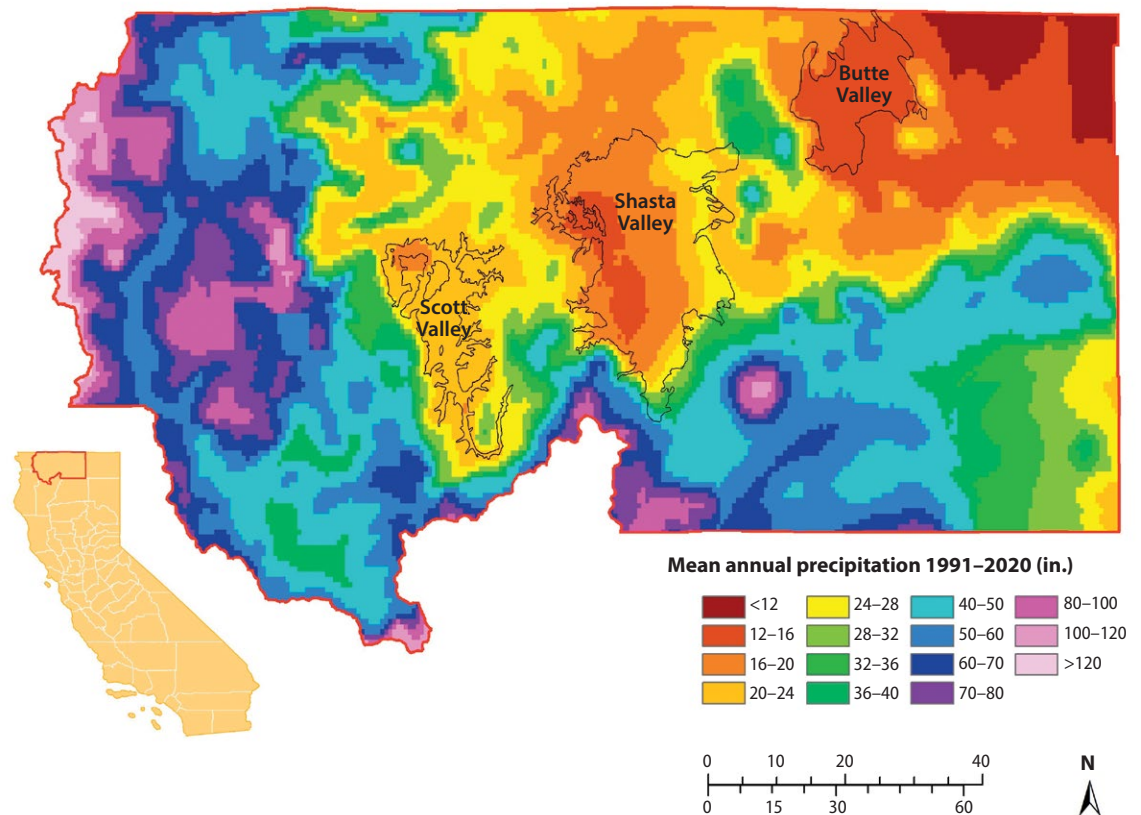 Butte
Valley
Shasta
Valley
Scott
Valley
Mean annual precipitation 1991–2020 (in.)
<12
24–28
40–50
80–100
12–16
28–32
50–60
100–120
16–20
32–36
60–70
>120
20–24
36–40
70–80
0 10 20 40
N
0 15 30 60